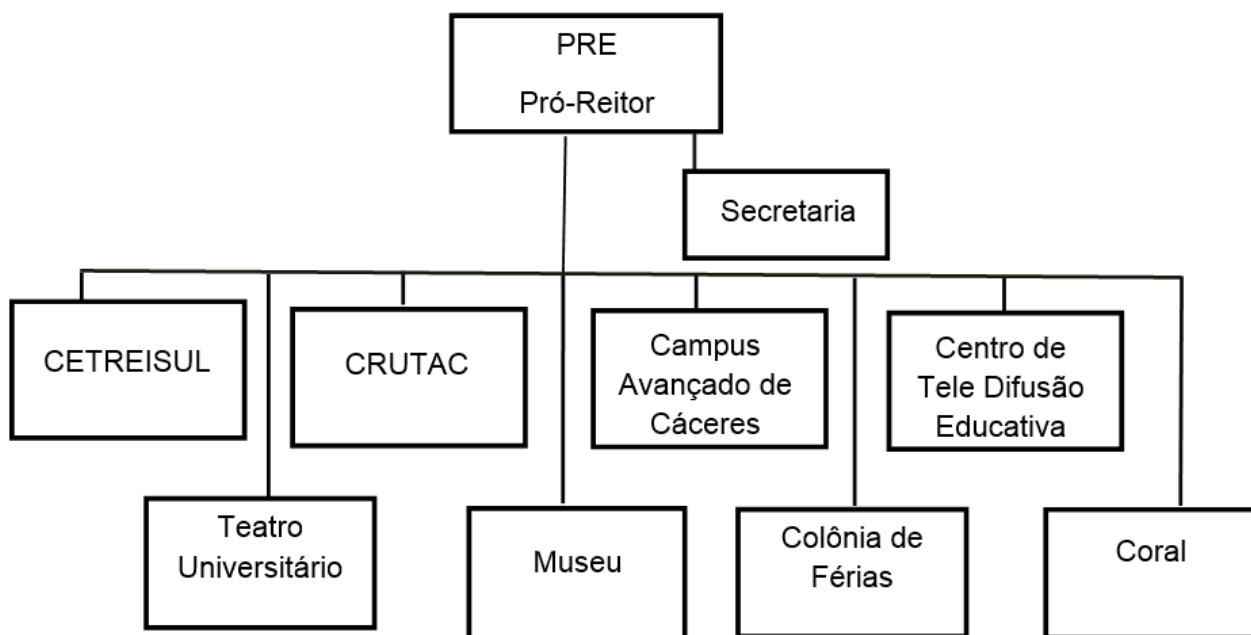 PRE
Pró-Reitor
Secretaria
CETREISUL
CRUTAC
Campus
Avançado de
Cáceres
Centro de
Tele Difusão
Educativa
Teatro
Universitário
Museu
Colônia de
Férias
Coral